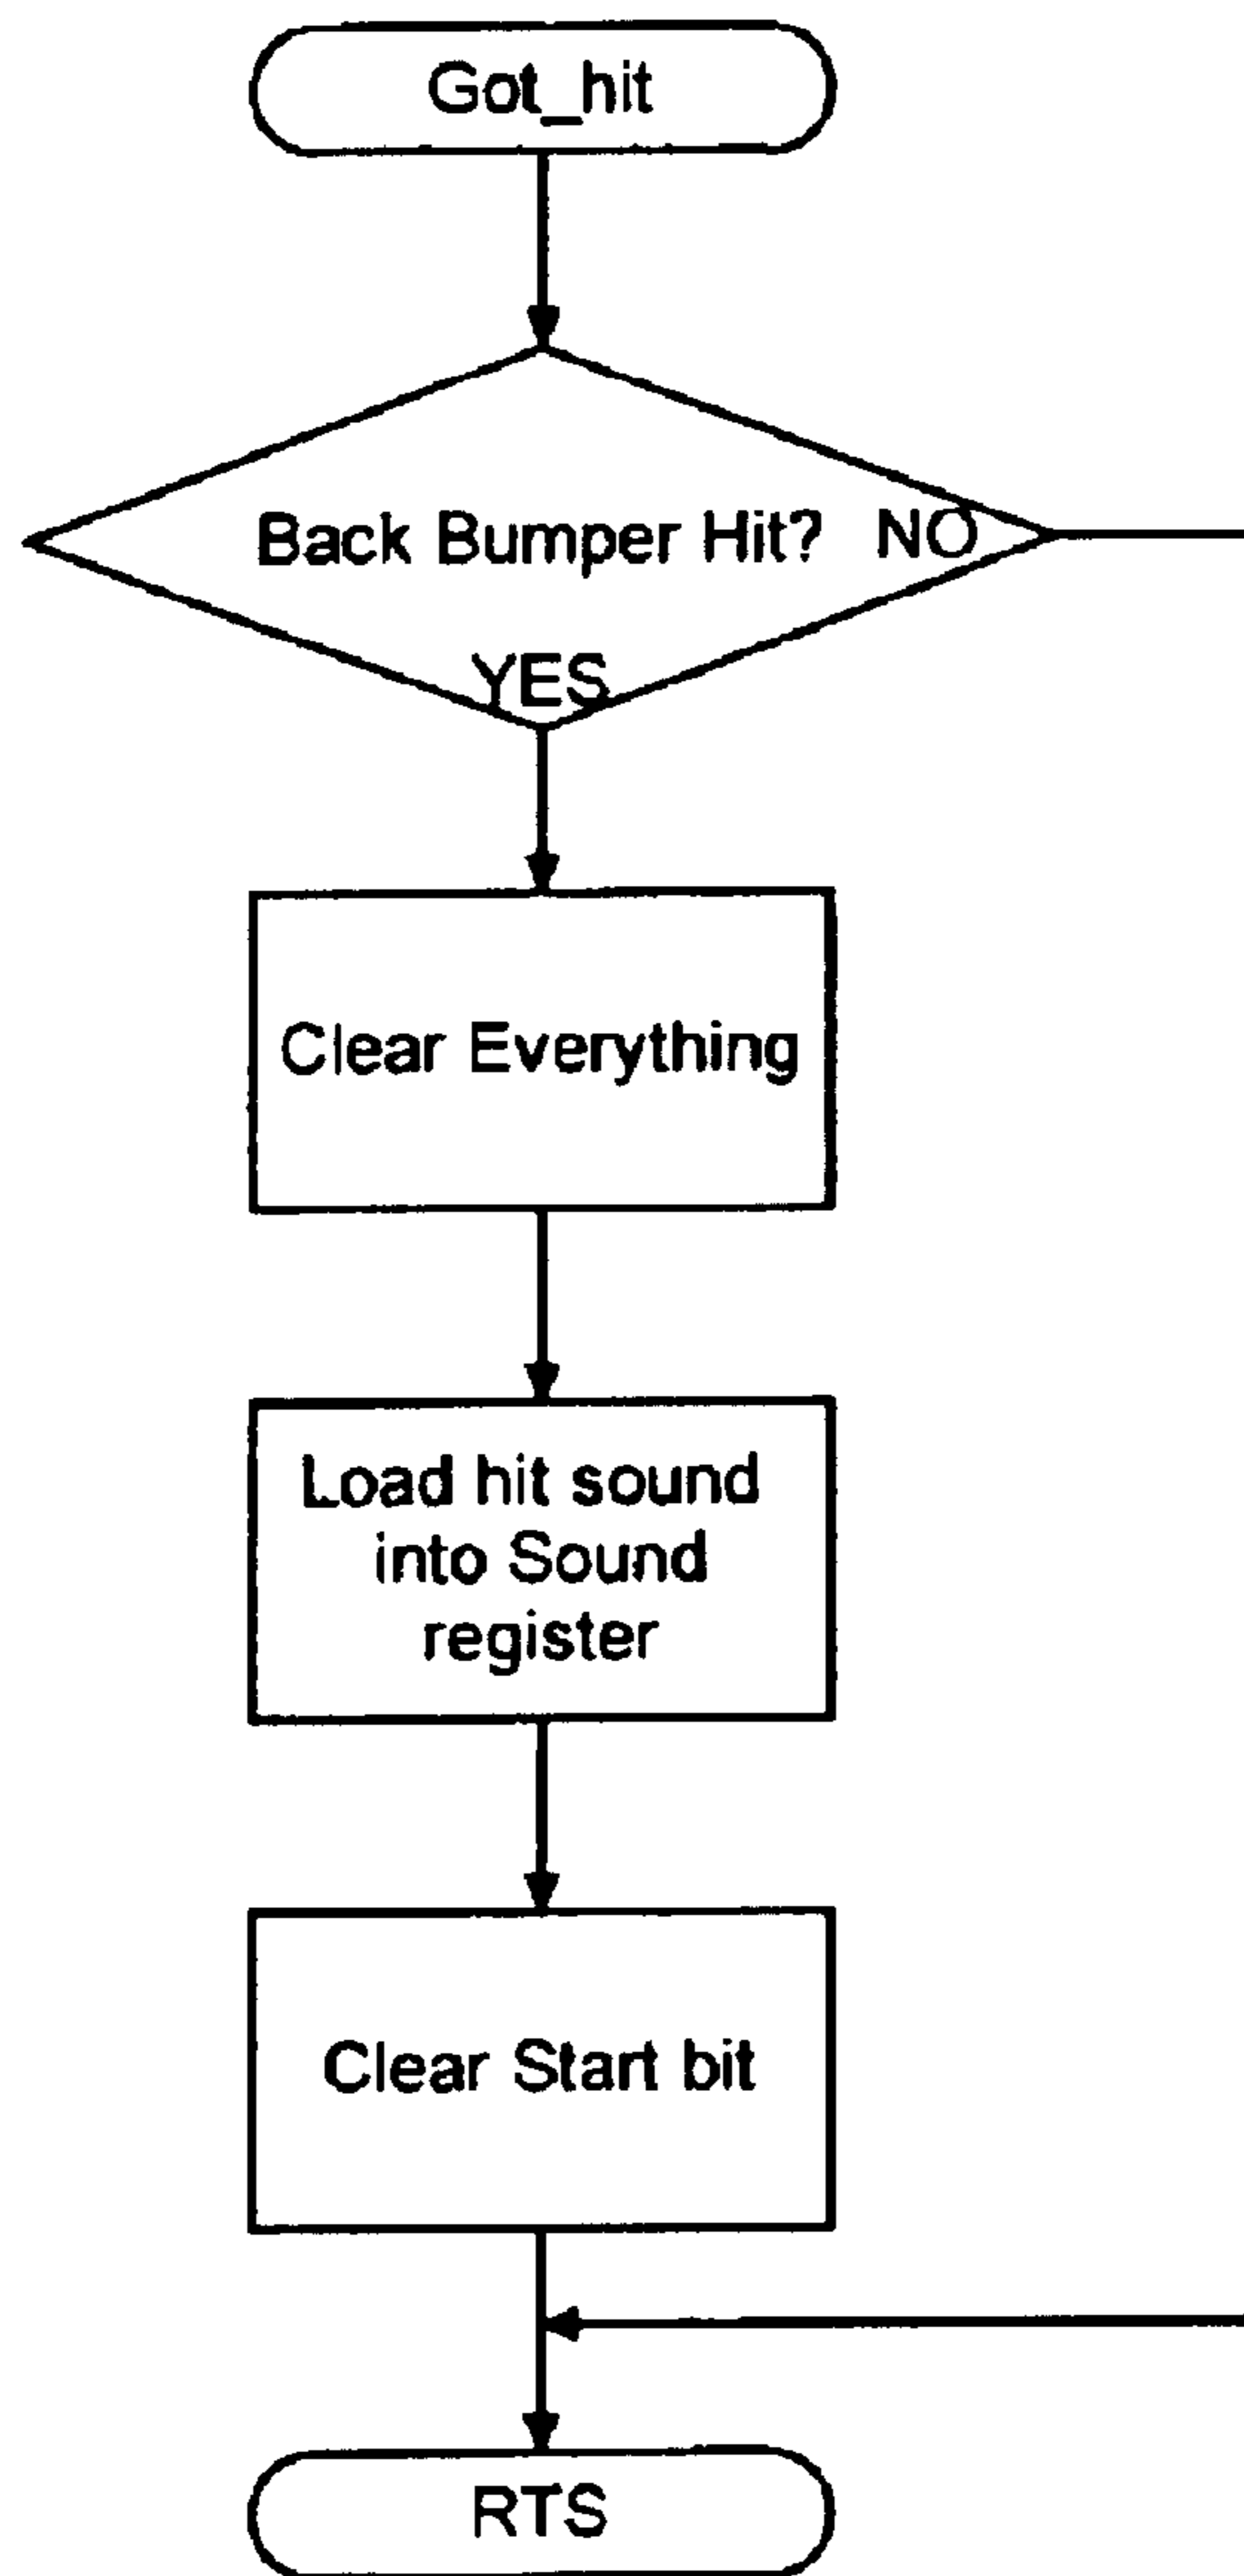 Got_hit
Back Bumper Hit? NO
YES
Clear Everything
Load hit sound
into Sound
register
Clear Start bit
RTS